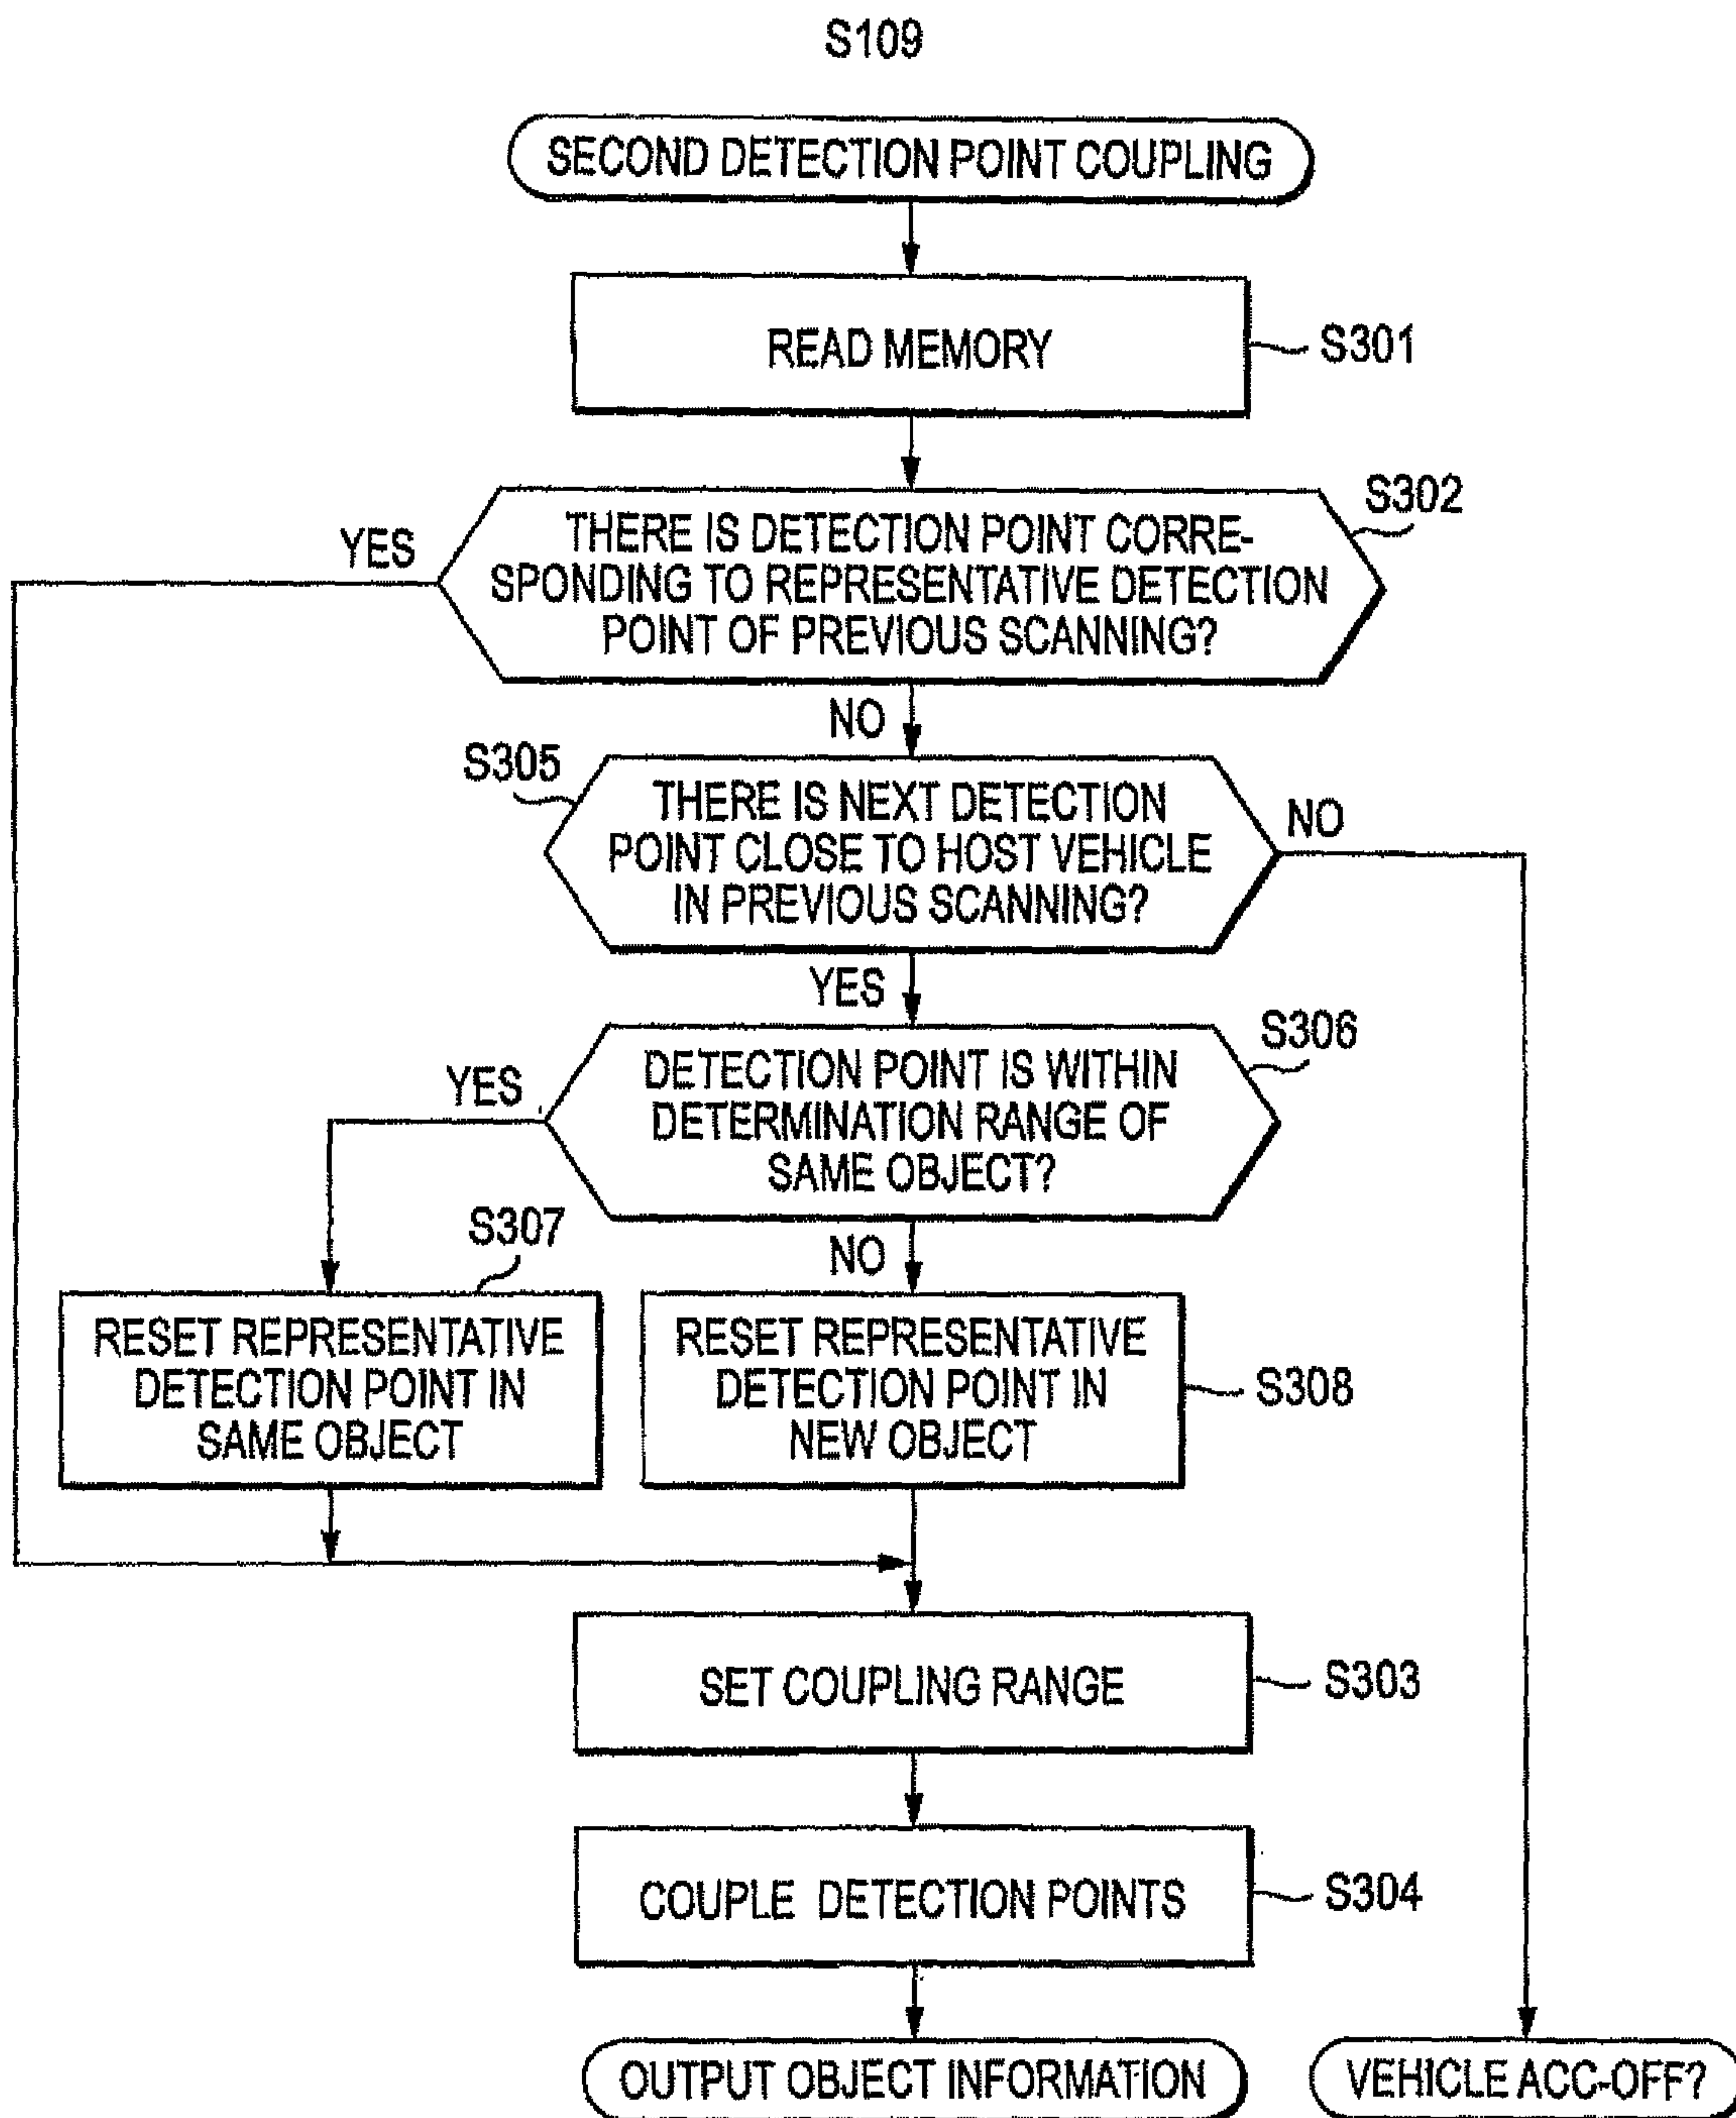 S109
SECOND DETECTION POINT COUPLING
READ MEMORY
S301
S302
YES
THERE IS DETECTION POINT CORRE-
SPONDING TO REPRESENTATIVE DETECTION
POINT OF PREVIOUS SCANNING?
NO
S305
THERE IS NEXT DETECTION
POINT CLOSE TO HOST VEHICLE
IN PREVIOUS SCANNING?
NO
YES
S306
YES
DETECTION POINT IS WITHIN
DETERMINATION RANGE OF
SAME OBJECT?
S307
NO
RESET REPRESENTATIVE
DETECTION POINT IN
SAME OBJECT
RESET REPRESENTATIVE
DETECTION POINT IN
NEW OBJECT
S308
SET COUPLING RANGE
S303
COUPLE DETECTION POINTS
S304
OUTPUT OBJECT INFORMATION
VEHICLE ACC-OFF?